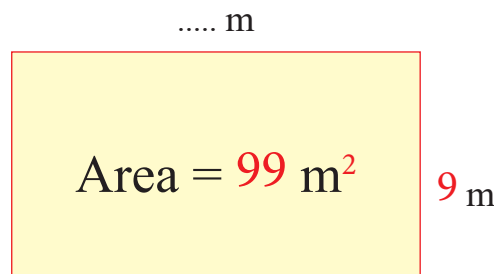 ..... m
Area = 99 m²
9 m